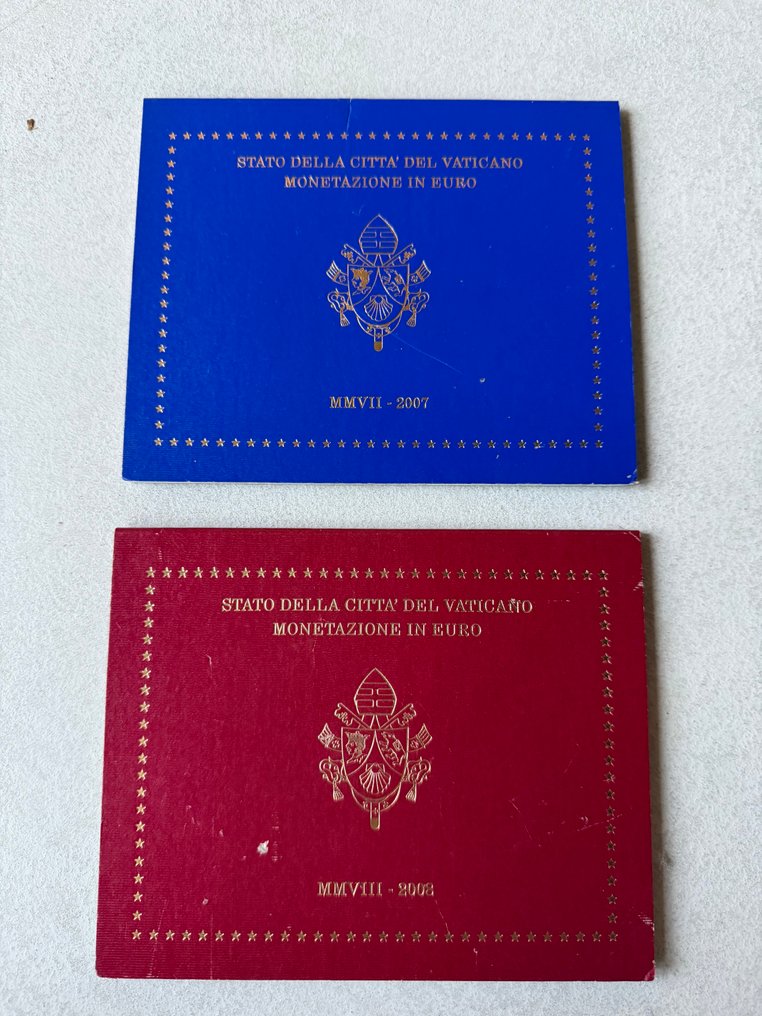 STATO DELLA CITTA' DEL VATICANO
MONETAZIONE IN EURO
MMVII - 2007
STATO DELLA CITTA' DEL VATICANO
MONETAZIONE IN EURO
MMVIII - 2008